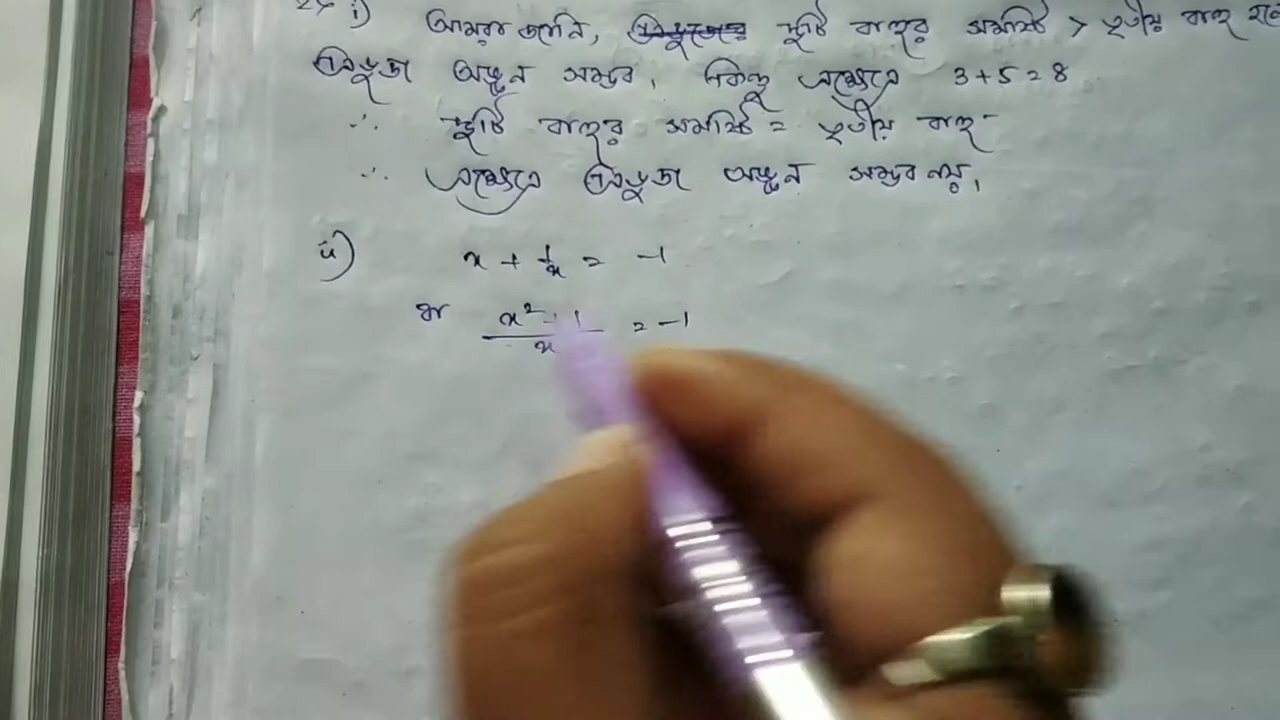 2> i) আমরা জানি, দুটি বাহুর সমষ্টি > তৃতীয় বাহু হলে
ত্রিভুজ অঙ্কন সম্ভব। কিন্তু এক্ষেত্রে 3+5=8
∴ দুটি বাহুর সমষ্টি = তৃতীয় বাহু
∴ এক্ষেত্রে ত্রিভুজ অঙ্কন সম্ভব নয়।
ii) x + 1/x = -1
বা (x² + 1)/x = -1